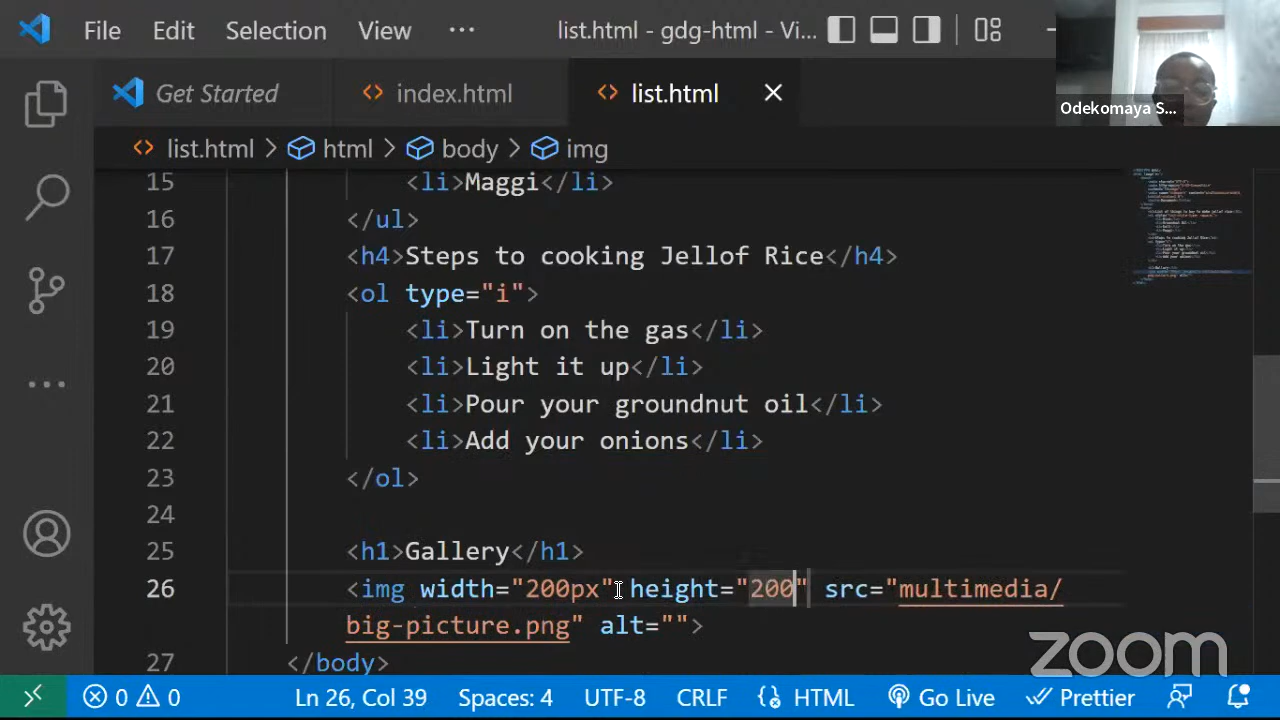 File Edit Selection View ··· list.html - gdg-html - Vi...
Odekomaya S...
Get Started index.html list.html
list.html > html > body > img
15 <li>Maggi</li>
16 </ul>
17 <h4>Steps to cooking Jellof Rice</h4>
18 <ol type="i">
19 <li>Turn on the gas</li>
20 <li>Light it up</li>
21 <li>Pour your groundnut oil</li>
22 <li>Add your onions</li>
23 </ol>
24
25 <h1>Gallery</h1>
26 <img width="200px" height="200" src="multimedia/
big-picture.png" alt="">
27 </body>
zoom
0 0 Ln 26, Col 39 Spaces: 4 UTF-8 CRLF HTML Go Live Prettier